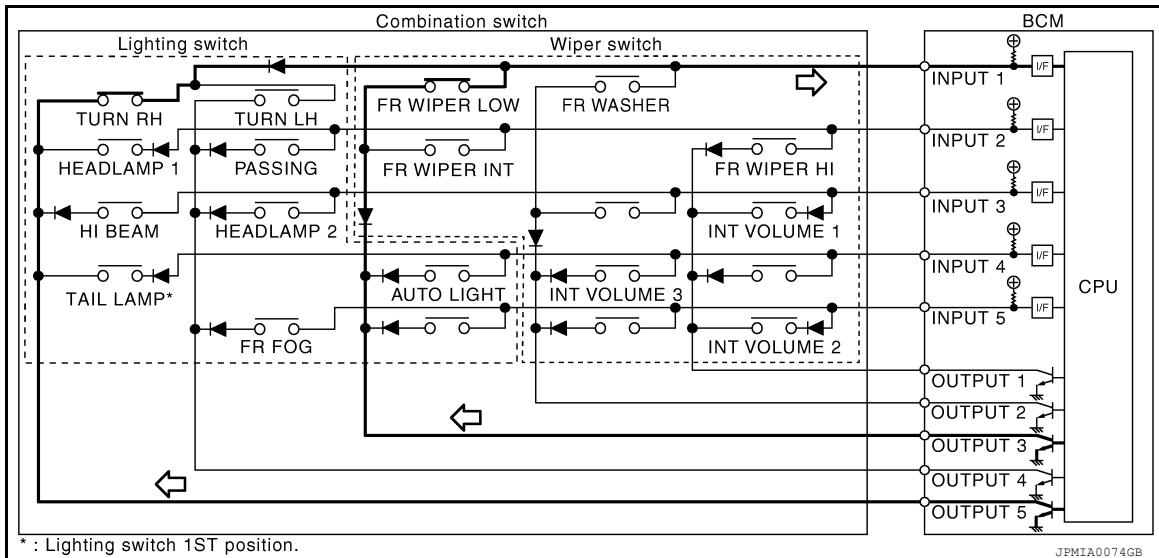 Combination switch
BCM
Lighting switch
Wiper switch
INPUT 1
I/F
TURN RH
TURN LH
FR WIPER LOW
FR WASHER
INPUT 2
I/F
HEADLAMP 1
PASSING
FR WIPER INT
FR WIPER HI
INPUT 3
I/F
HI BEAM
HEADLAMP 2
INT VOLUME 1
INPUT 4
I/F
CPU
TAIL LAMP*
AUTO LIGHT
INT VOLUME 3
INPUT 5
I/F
FR FOG
INT VOLUME 2
OUTPUT 1
OUTPUT 2
OUTPUT 3
OUTPUT 4
OUTPUT 5
* : Lighting switch 1ST position.
JPMIA0074GB